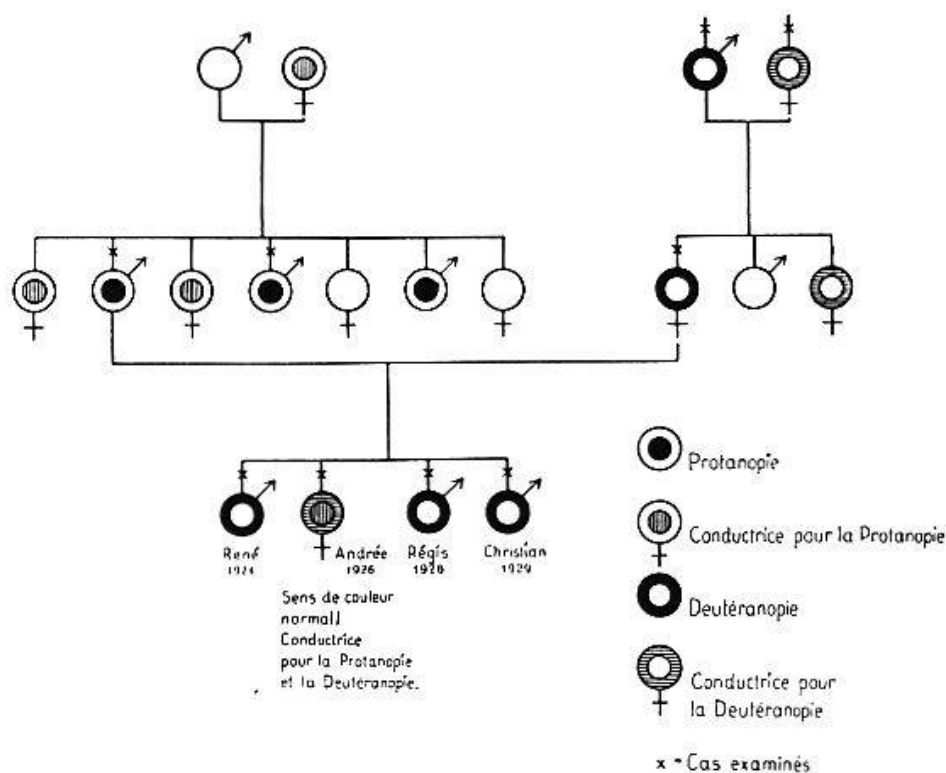 Protanopie
Conductrice pour la Protanopie
Deutéranopie
Conductrice pour
la Deutéranopie
x = Cas examinés
René
Andrée
1926
Régis
1928
Christian
1929
Sens de couleur
normal!
Conductrice
pour la Protanopie
et la Deutéranopie.